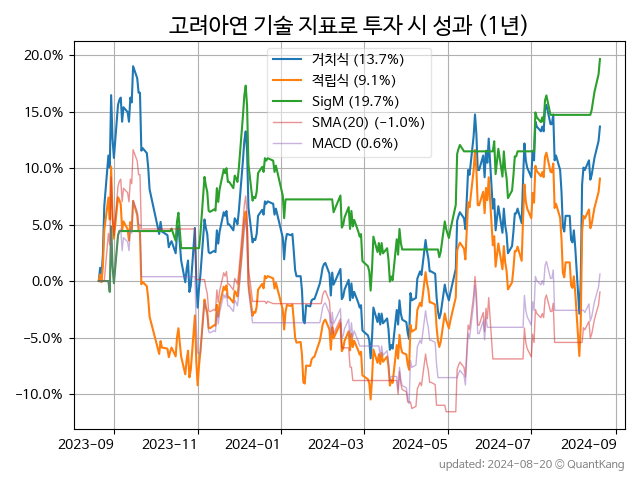 고려아연 기술 지표로 투자 시 성과 (1년)
거치식 (13.7%)
적립식 (9.1%)
SigM (19.7%)
SMA(20) (−1.0%)
MACD (0.6%)
20.0%
15.0%
10.0%
5.0%
0.0%
−5.0%
−10.0%
2023-09 2023-11 2024-01 2024-03 2024-05 2024-07 2024-09
updated: 2024-08-20 © QuantKang